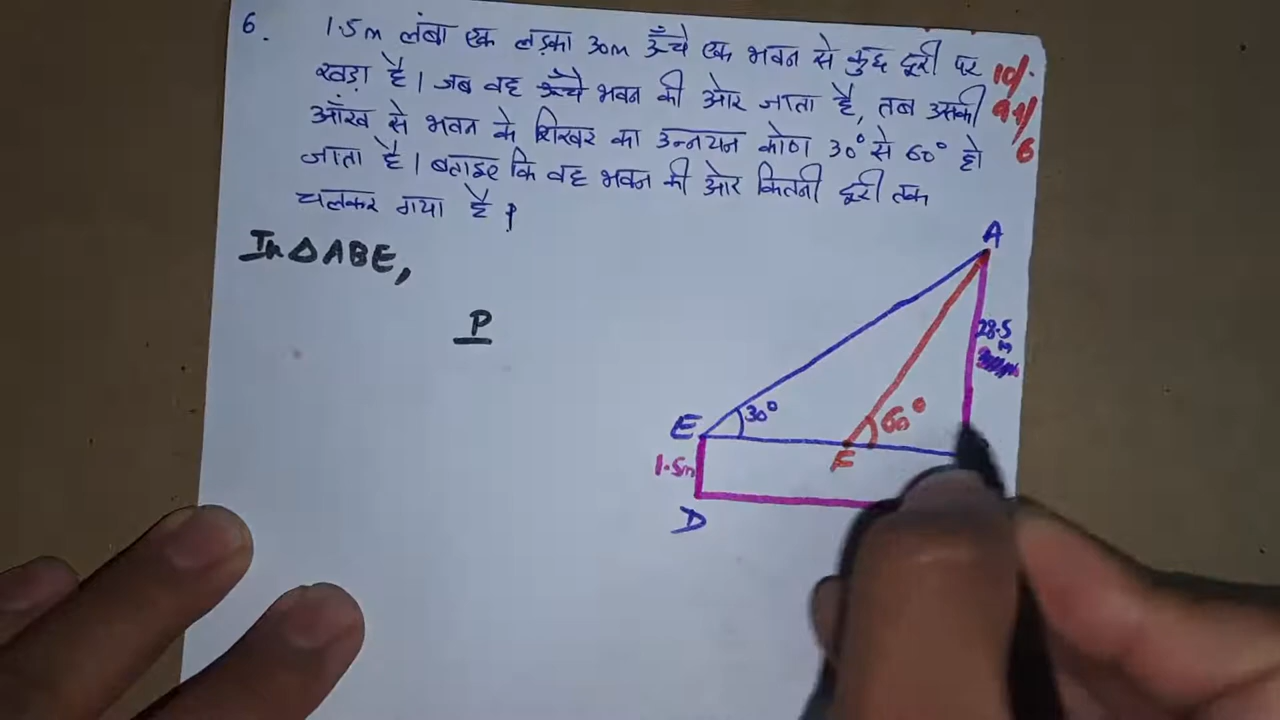 6. 1.5m लंबा एक लड़का 30m ऊँचे एक भवन से कुछ दूरी पर
खड़ा है। जब वह ऊँचे भवन की ओर जाता है, तब उसकी
आँख से भवन के शिखर का उन्नयन कोण 30° से 60° हो
जाता है। बताइए कि वह भवन की ओर कितनी दूरी तक
चलकर गया है?
10/.
9.1/
6
In △ABE,
P
A
28.5
m
E
30°
60°
F
1.5m
D